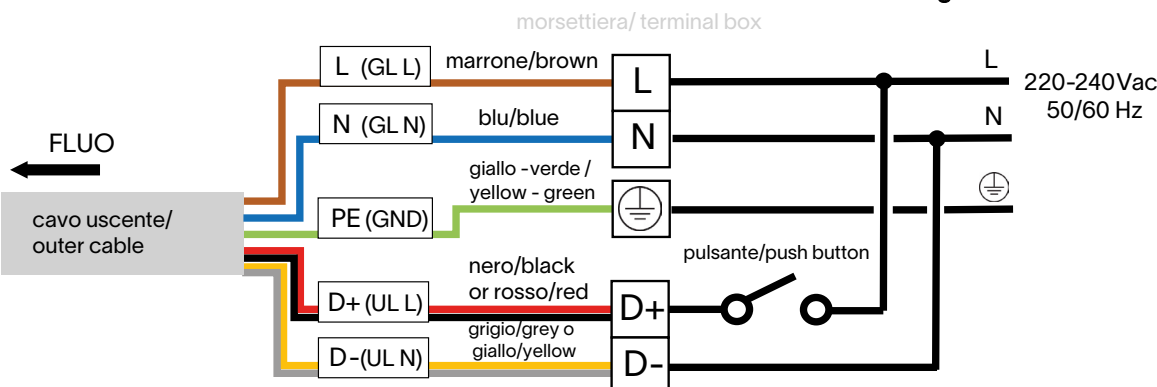 morsettiera/ terminal box
L (GL L)
marrone/brown
L
L
220-240Vac
50/60 Hz
N (GL N)
blu/blue
N
N
FLUO
giallo -verde /
yellow - green
cavo uscente/
outer cable
PE (GND)
pulsante/push button
nero/black
or rosso/red
D+ (UL L)
D+
grigio/grey o
giallo/yellow
D-(UL N)
D-